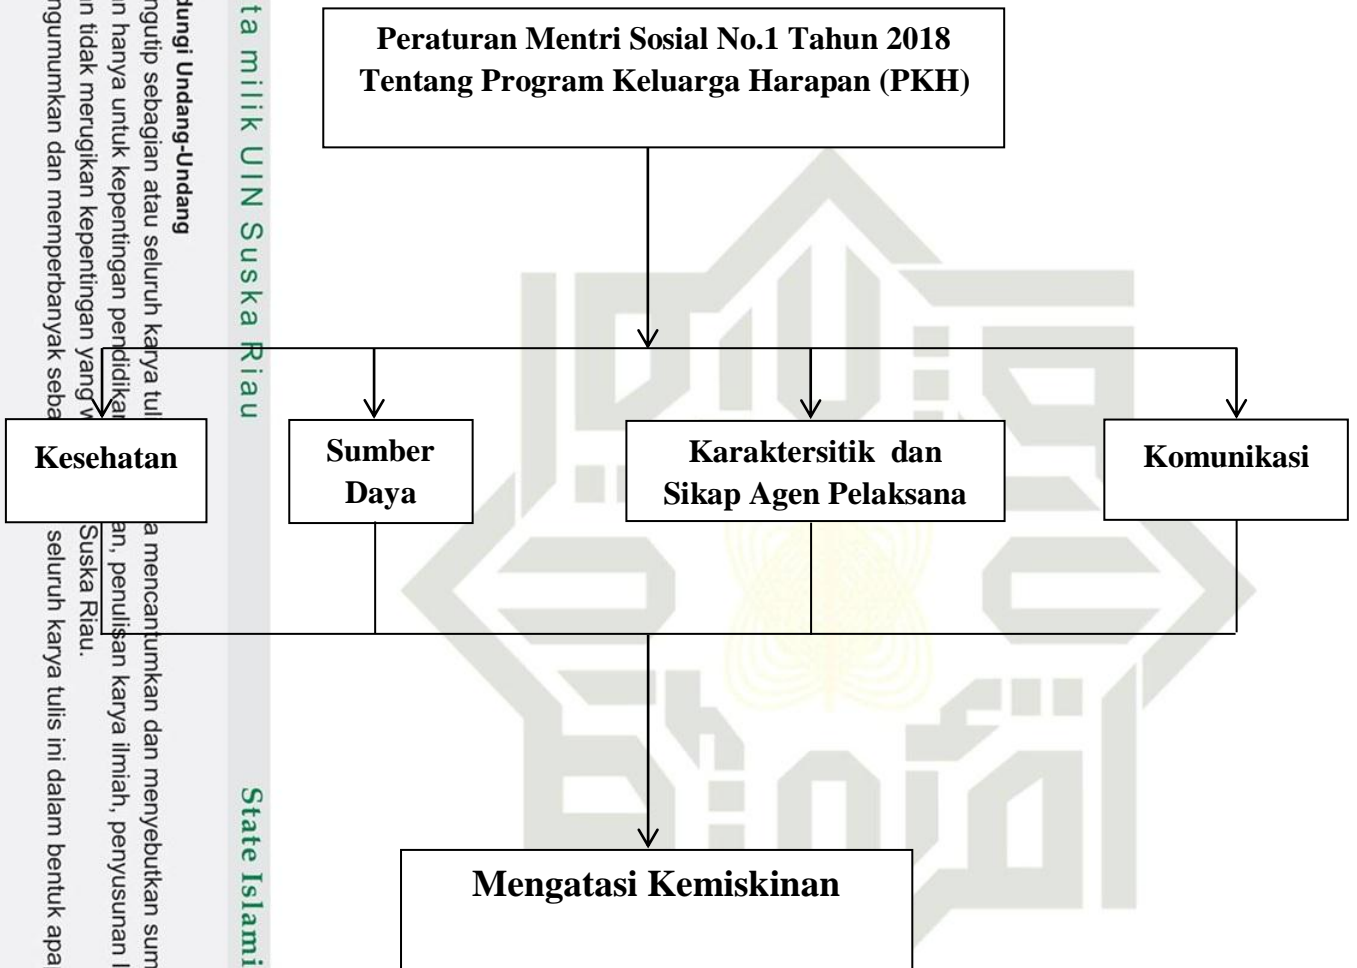 Peraturan Mentri Sosial No.1 Tahun 2018
Tentang Program Keluarga Harapan (PKH)
Kesehatan
Sumber
Daya
Karaktersitik dan
Sikap Agen Pelaksana
Komunikasi
Mengatasi Kemiskinan
ta milik UIN Suska Riau
State Islami
dungi Undang-Undang
ngutip sebagian atau seluruh karya tul
a mencantumkan dan menyebutkan sum
an hanya untuk kepentingan pendidikan
an, penulisan karya ilmiah, penyusunan l
n tidak merugikan kepentingan yang w
Suska Riau.
ngumumkan dan memperbanyak seba
seluruh karya tulis ini dalam bentuk apap